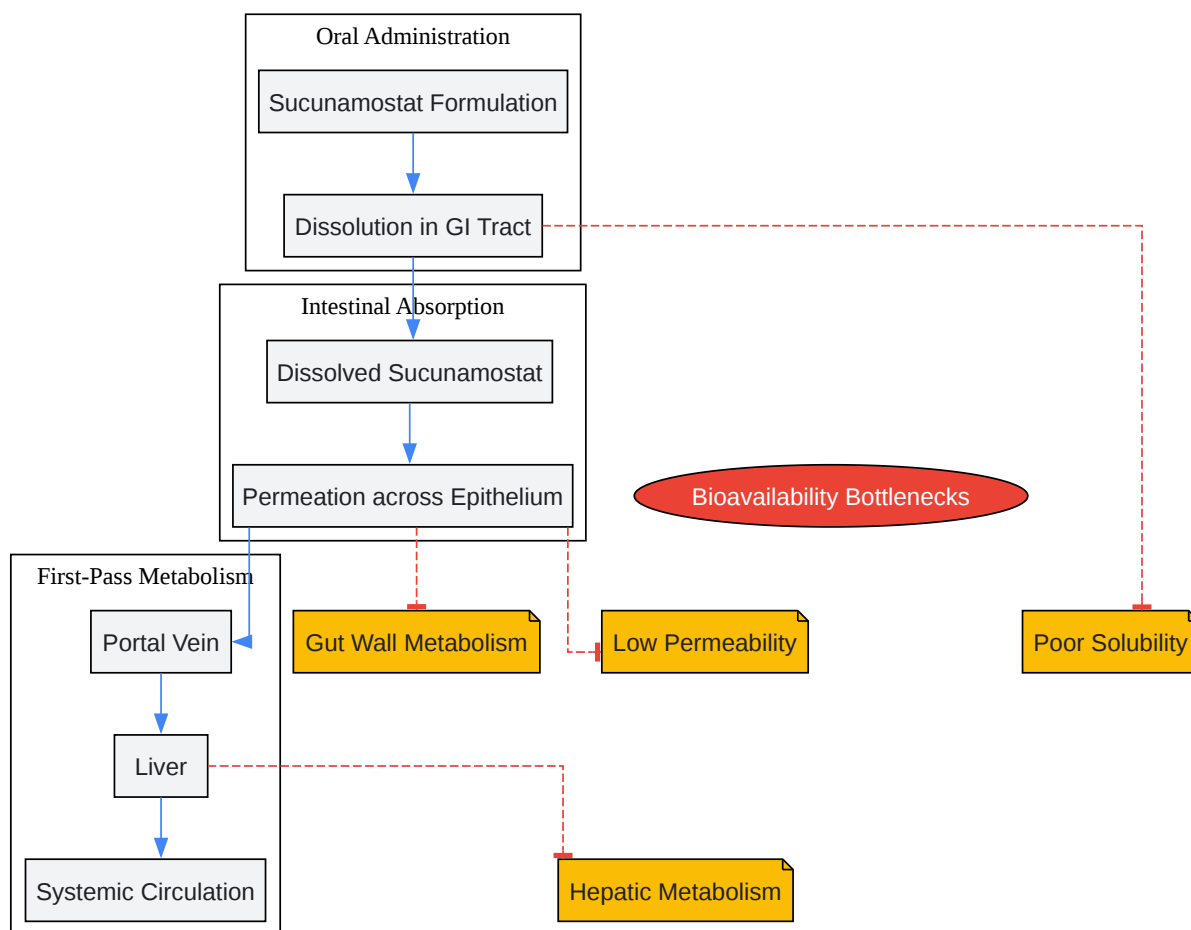 Oral Administration
Sucunamostat Formulation
Dissolution in GI Tract
Intestinal Absorption
Dissolved Sucunamostat
Permeation across Epithelium
Bioavailability Bottlenecks
First-Pass Metabolism
Portal Vein
Gut Wall Metabolism
Low Permeability
Poor Solubility
Liver
Systemic Circulation
Hepatic Metabolism